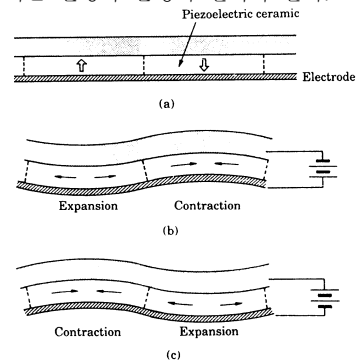 Piezoelectric ceramic
Electrode
(a)
Expansion Contraction
(b)
Contraction Expansion
(c)